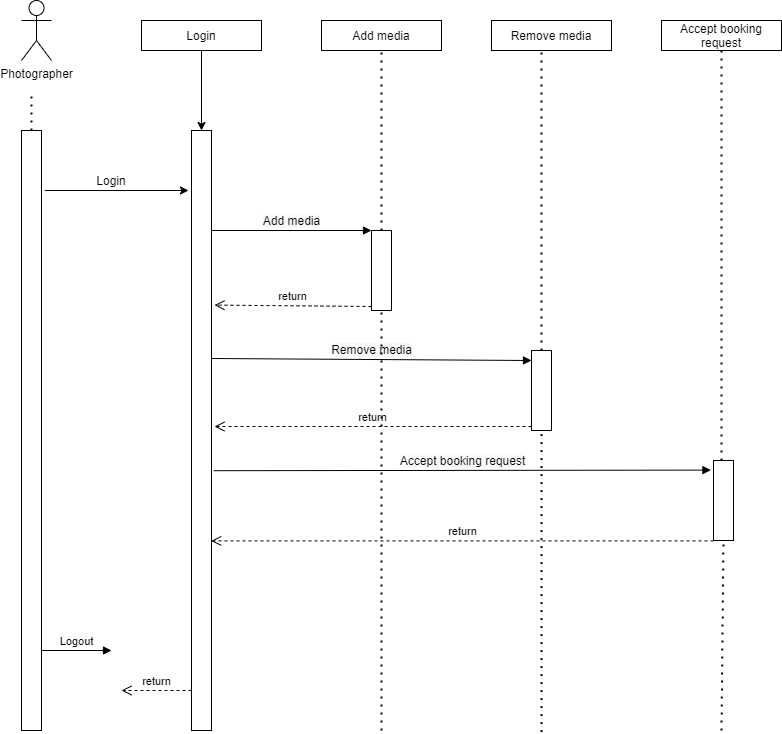 Photographer
Login
Add media
Remove media
Accept booking
request
Login
Add media
return
Remove media
return
Accept booking request
return
Logout
return